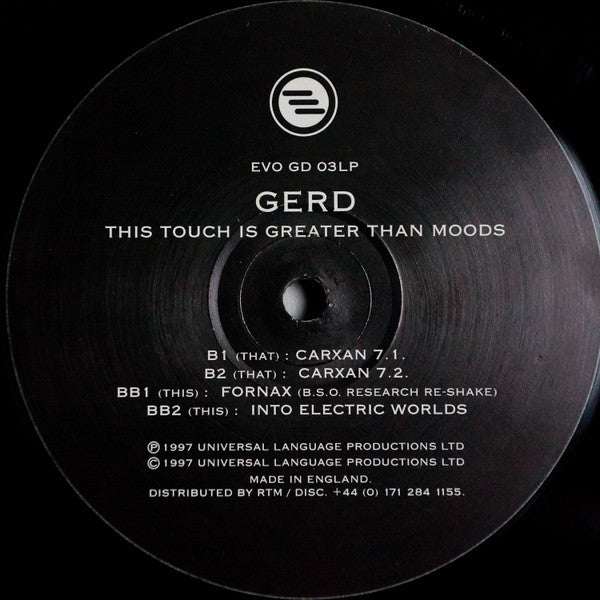 EVO GD 03LP
GERD
THIS TOUCH IS GREATER THAN MOODS
B1 (THAT) : CARXAN 7.1.
B2 (THAT) : CARXAN 7.2.
BB1 (THIS) : FORNAX (B.S.O. RESEARCH RE-SHAKE)
BB2 (THIS) : INTO ELECTRIC WORLDS
℗ 1997 UNIVERSAL LANGUAGE PRODUCTIONS LTD
© 1997 UNIVERSAL LANGUAGE PRODUCTIONS LTD
MADE IN ENGLAND.
DISTRIBUTED BY RTM / DISC. +44 (0) 171 284 1155.